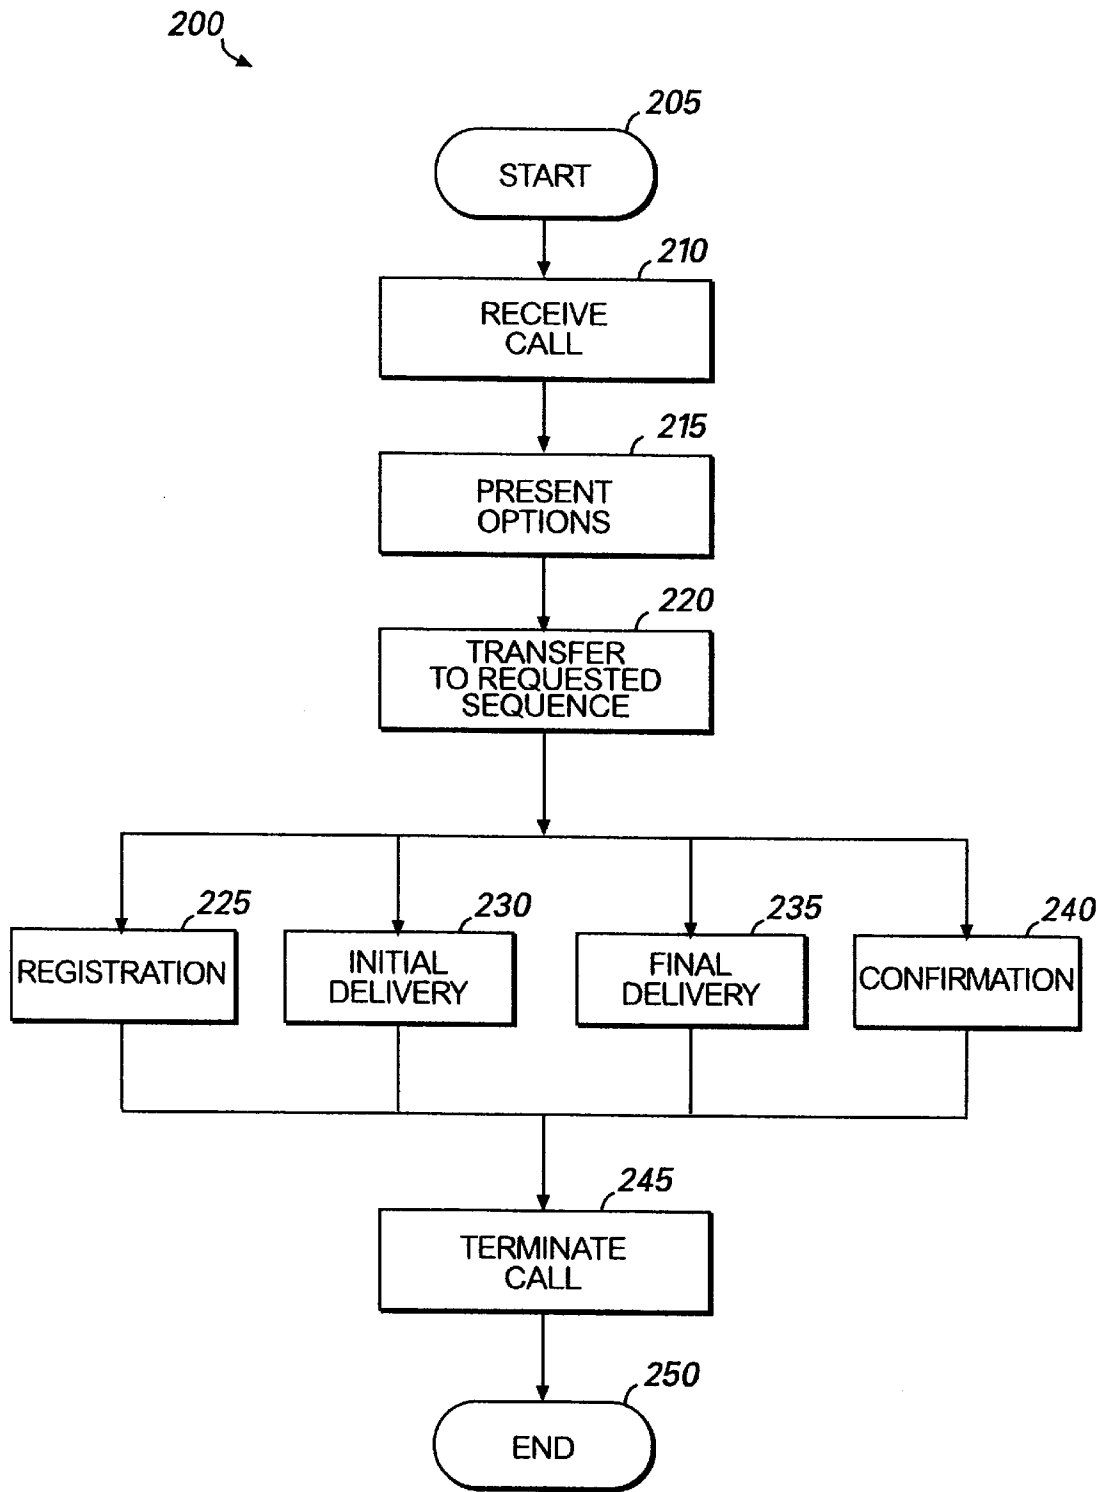 200
205
START
210
RECEIVE
CALL
215
PRESENT
OPTIONS
220
TRANSFER
TO REQUESTED
SEQUENCE
225
REGISTRATION
230
INITIAL
DELIVERY
235
FINAL
DELIVERY
240
CONFIRMATION
245
TERMINATE
CALL
250
END